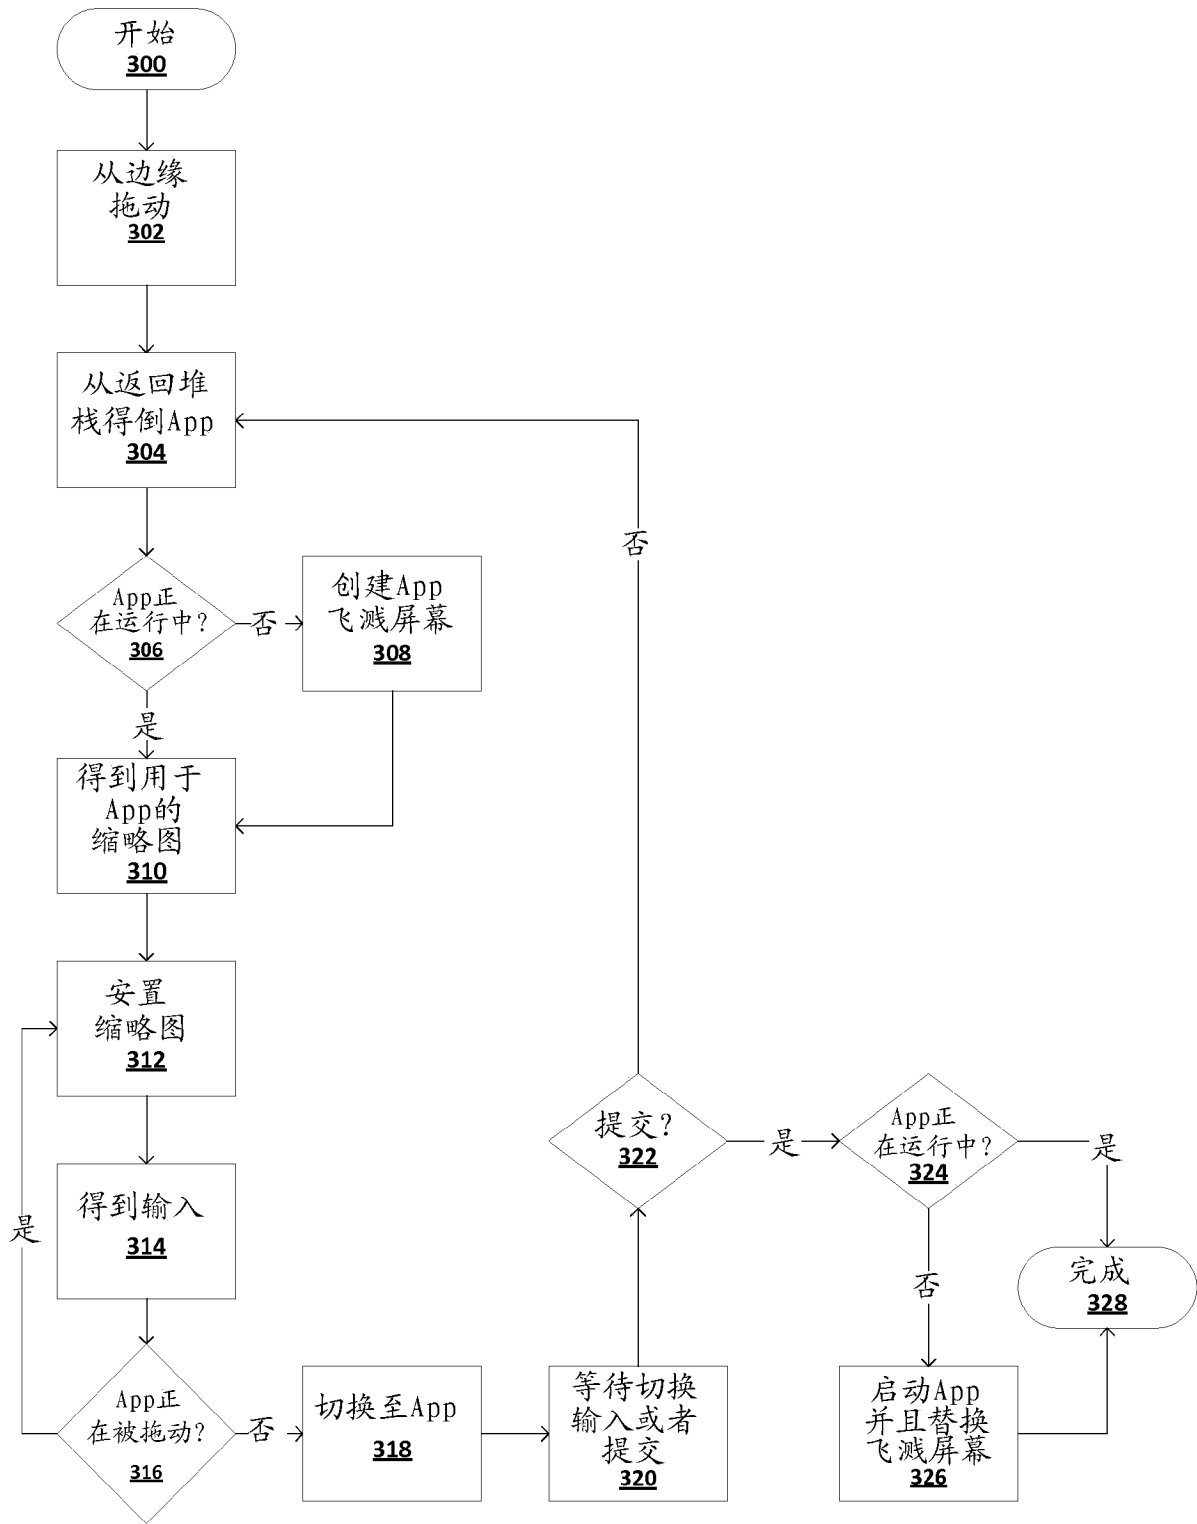 开始
300
从边缘
拖动
302
从返回堆
栈得倒App
304
App正
在运行中?
306
否
创建App
飞溅屏幕
308
是
得到用于
App的
缩略图
310
安置
缩略图
312
得到输入
314
是
App正
在被拖动?
316
否
切换至App
318
等待切换
输入或者
提交
320
提交?
322
否
是
App正
在运行中?
324
是
否
启动App
并且替换
飞溅屏幕
326
完成
328